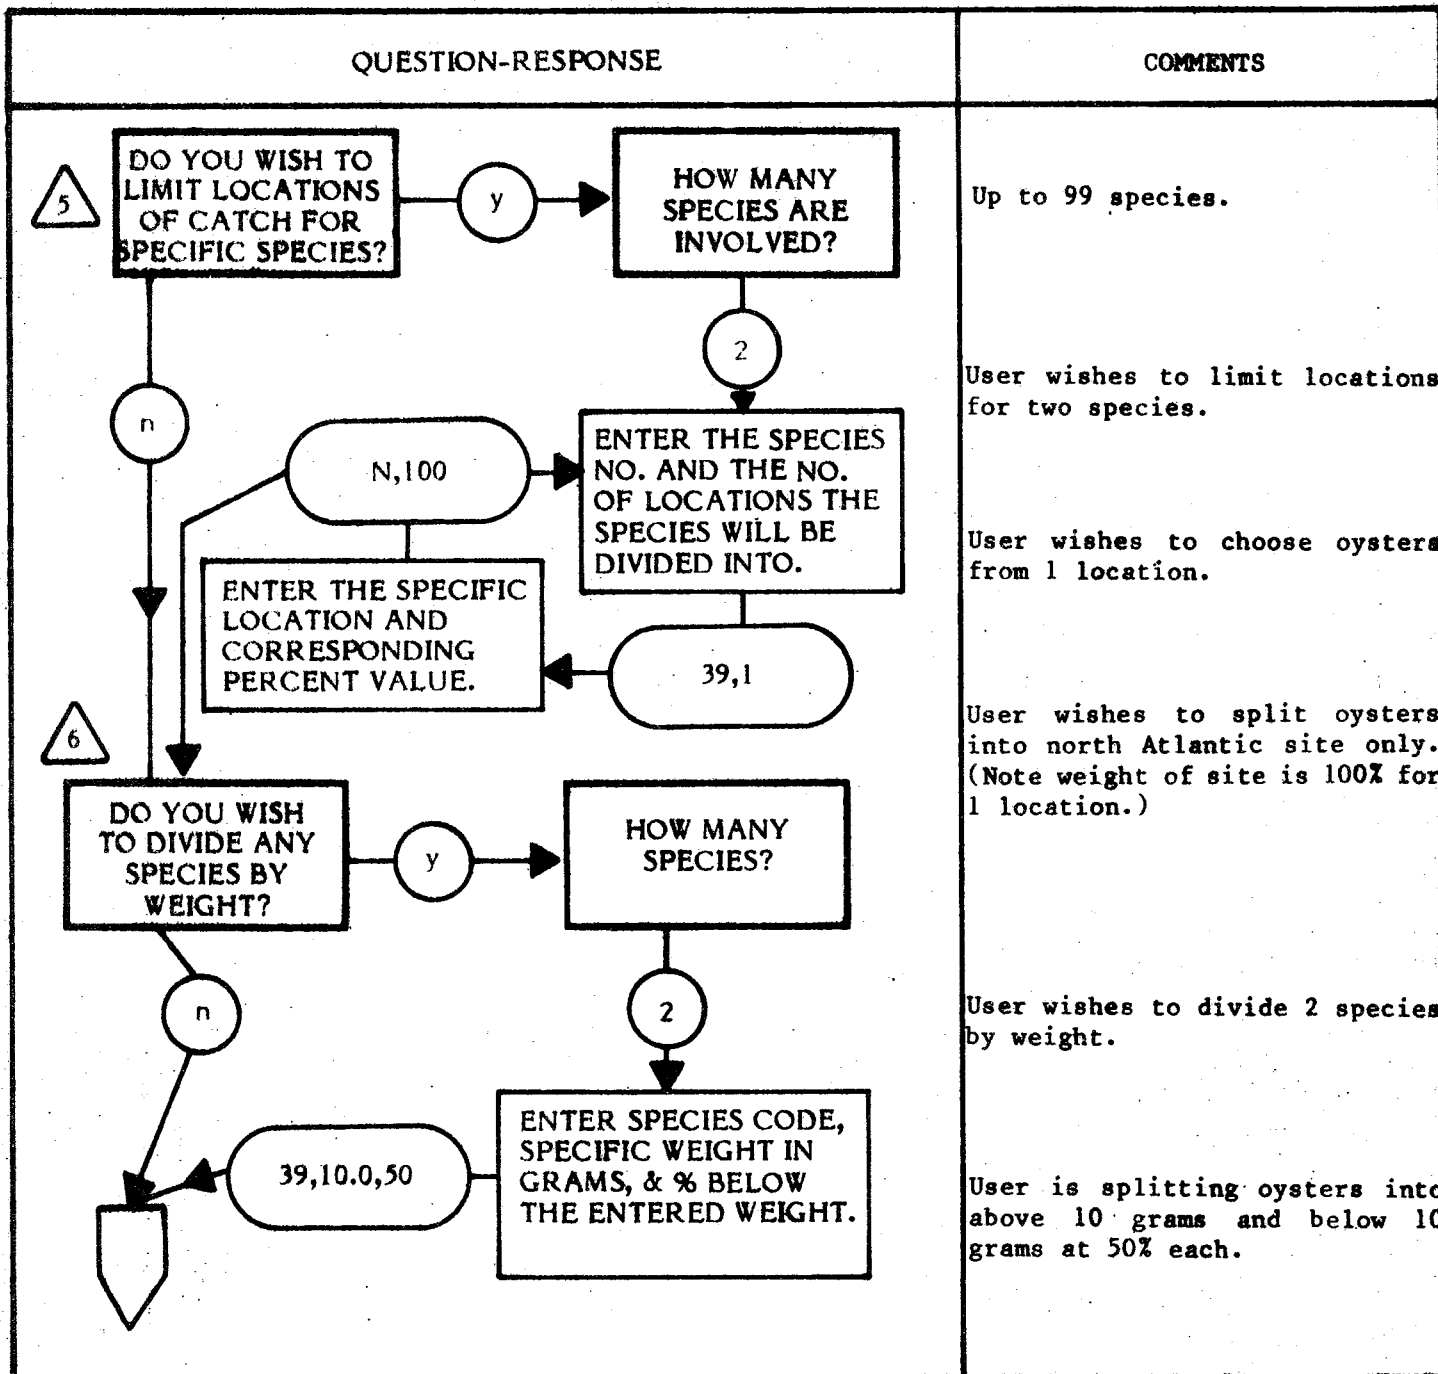 QUESTION-RESPONSE
COMMENTS
5
DO YOU WISH TO
LIMIT LOCATIONS
OF CATCH FOR
SPECIFIC SPECIES?
y
HOW MANY
SPECIES ARE
INVOLVED?
Up to 99 species.
2
User wishes to limit locations
for two species.
n
N,100
ENTER THE SPECIES
NO. AND THE NO.
OF LOCATIONS THE
SPECIES WILL BE
DIVIDED INTO.
User wishes to choose oysters
from 1 location.
ENTER THE SPECIFIC
LOCATION AND
CORRESPONDING
PERCENT VALUE.
39,1
User wishes to split oysters
into north Atlantic site only.
(Note weight of site is 100% for
1 location.)
6
DO YOU WISH
TO DIVIDE ANY
SPECIES BY
WEIGHT?
y
HOW MANY
SPECIES?
n
2
User wishes to divide 2 species
by weight.
39,10.0,50
ENTER SPECIES CODE,
SPECIFIC WEIGHT IN
GRAMS, & % BELOW
THE ENTERED WEIGHT.
User is splitting oysters into
above 10 grams and below 10
grams at 50% each.